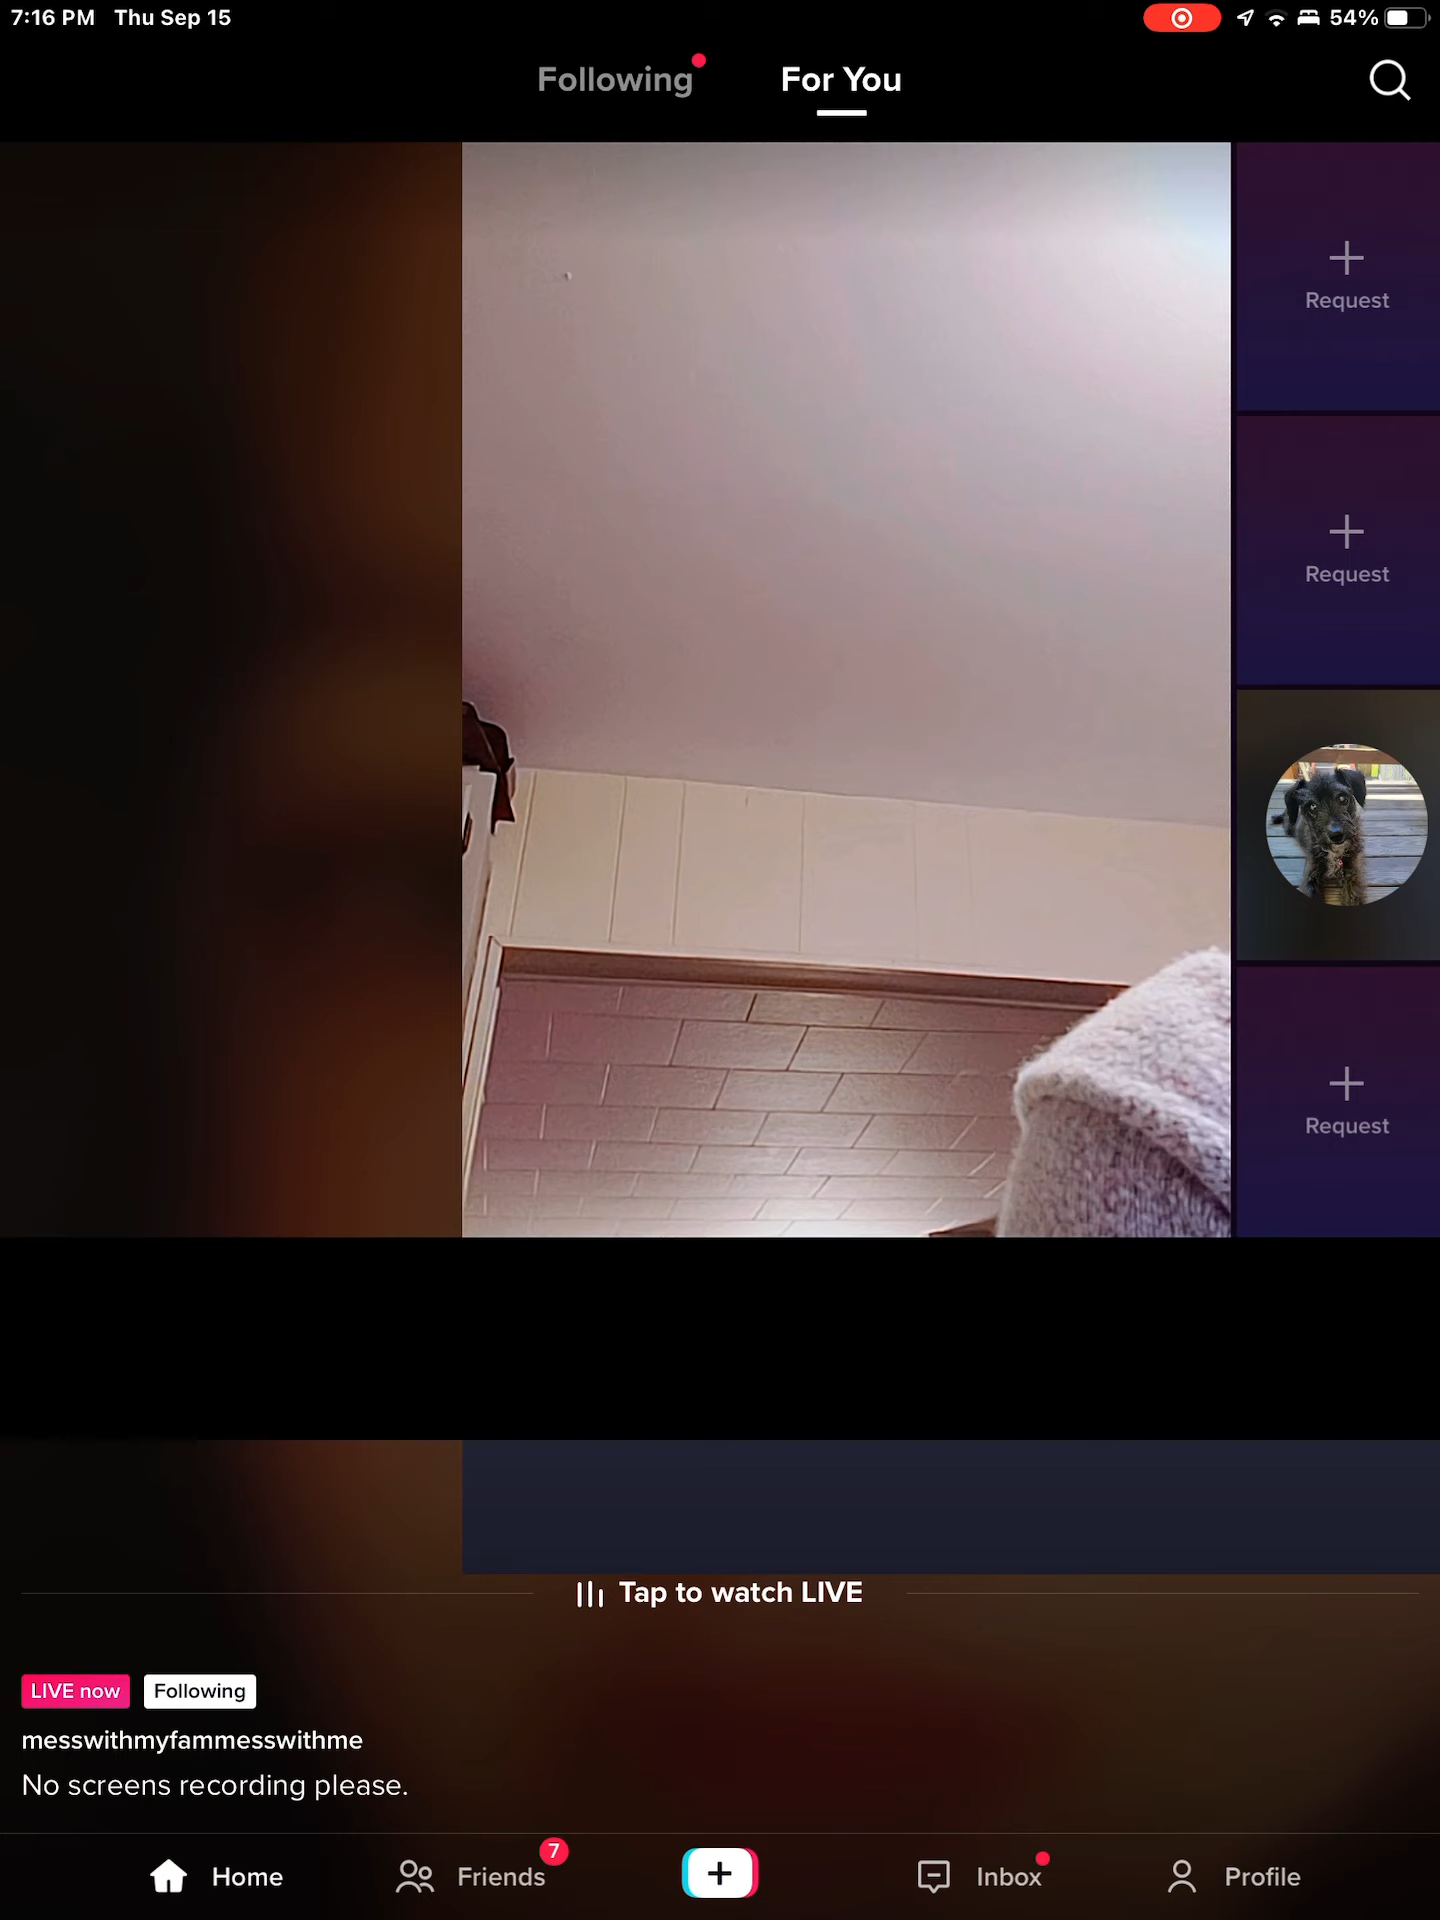 7:16 PM Thu Sep 15
54%
Following
For You
Request
Request
Request
Tap to watch LIVE
LIVE now
Following
messwithmyfammesswithme
No screens recording please.
Home
Friends
7
Inbox
Profile